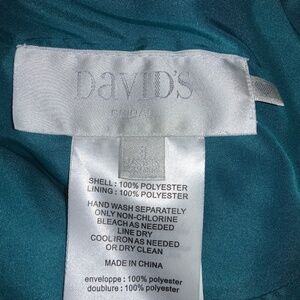 DAVID'S
BRIDAL
SHELL : 100% POLYESTER
LINING : 100% POLYESTER
HAND WASH SEPARATELY
ONLY NON-CHLORINE
BLEACH AS NEEDED
LINE DRY
COOL IRON AS NEEDED
OR DRY CLEAN
MADE IN CHINA
enveloppe : 100% polyester
doublure : 100% polyester